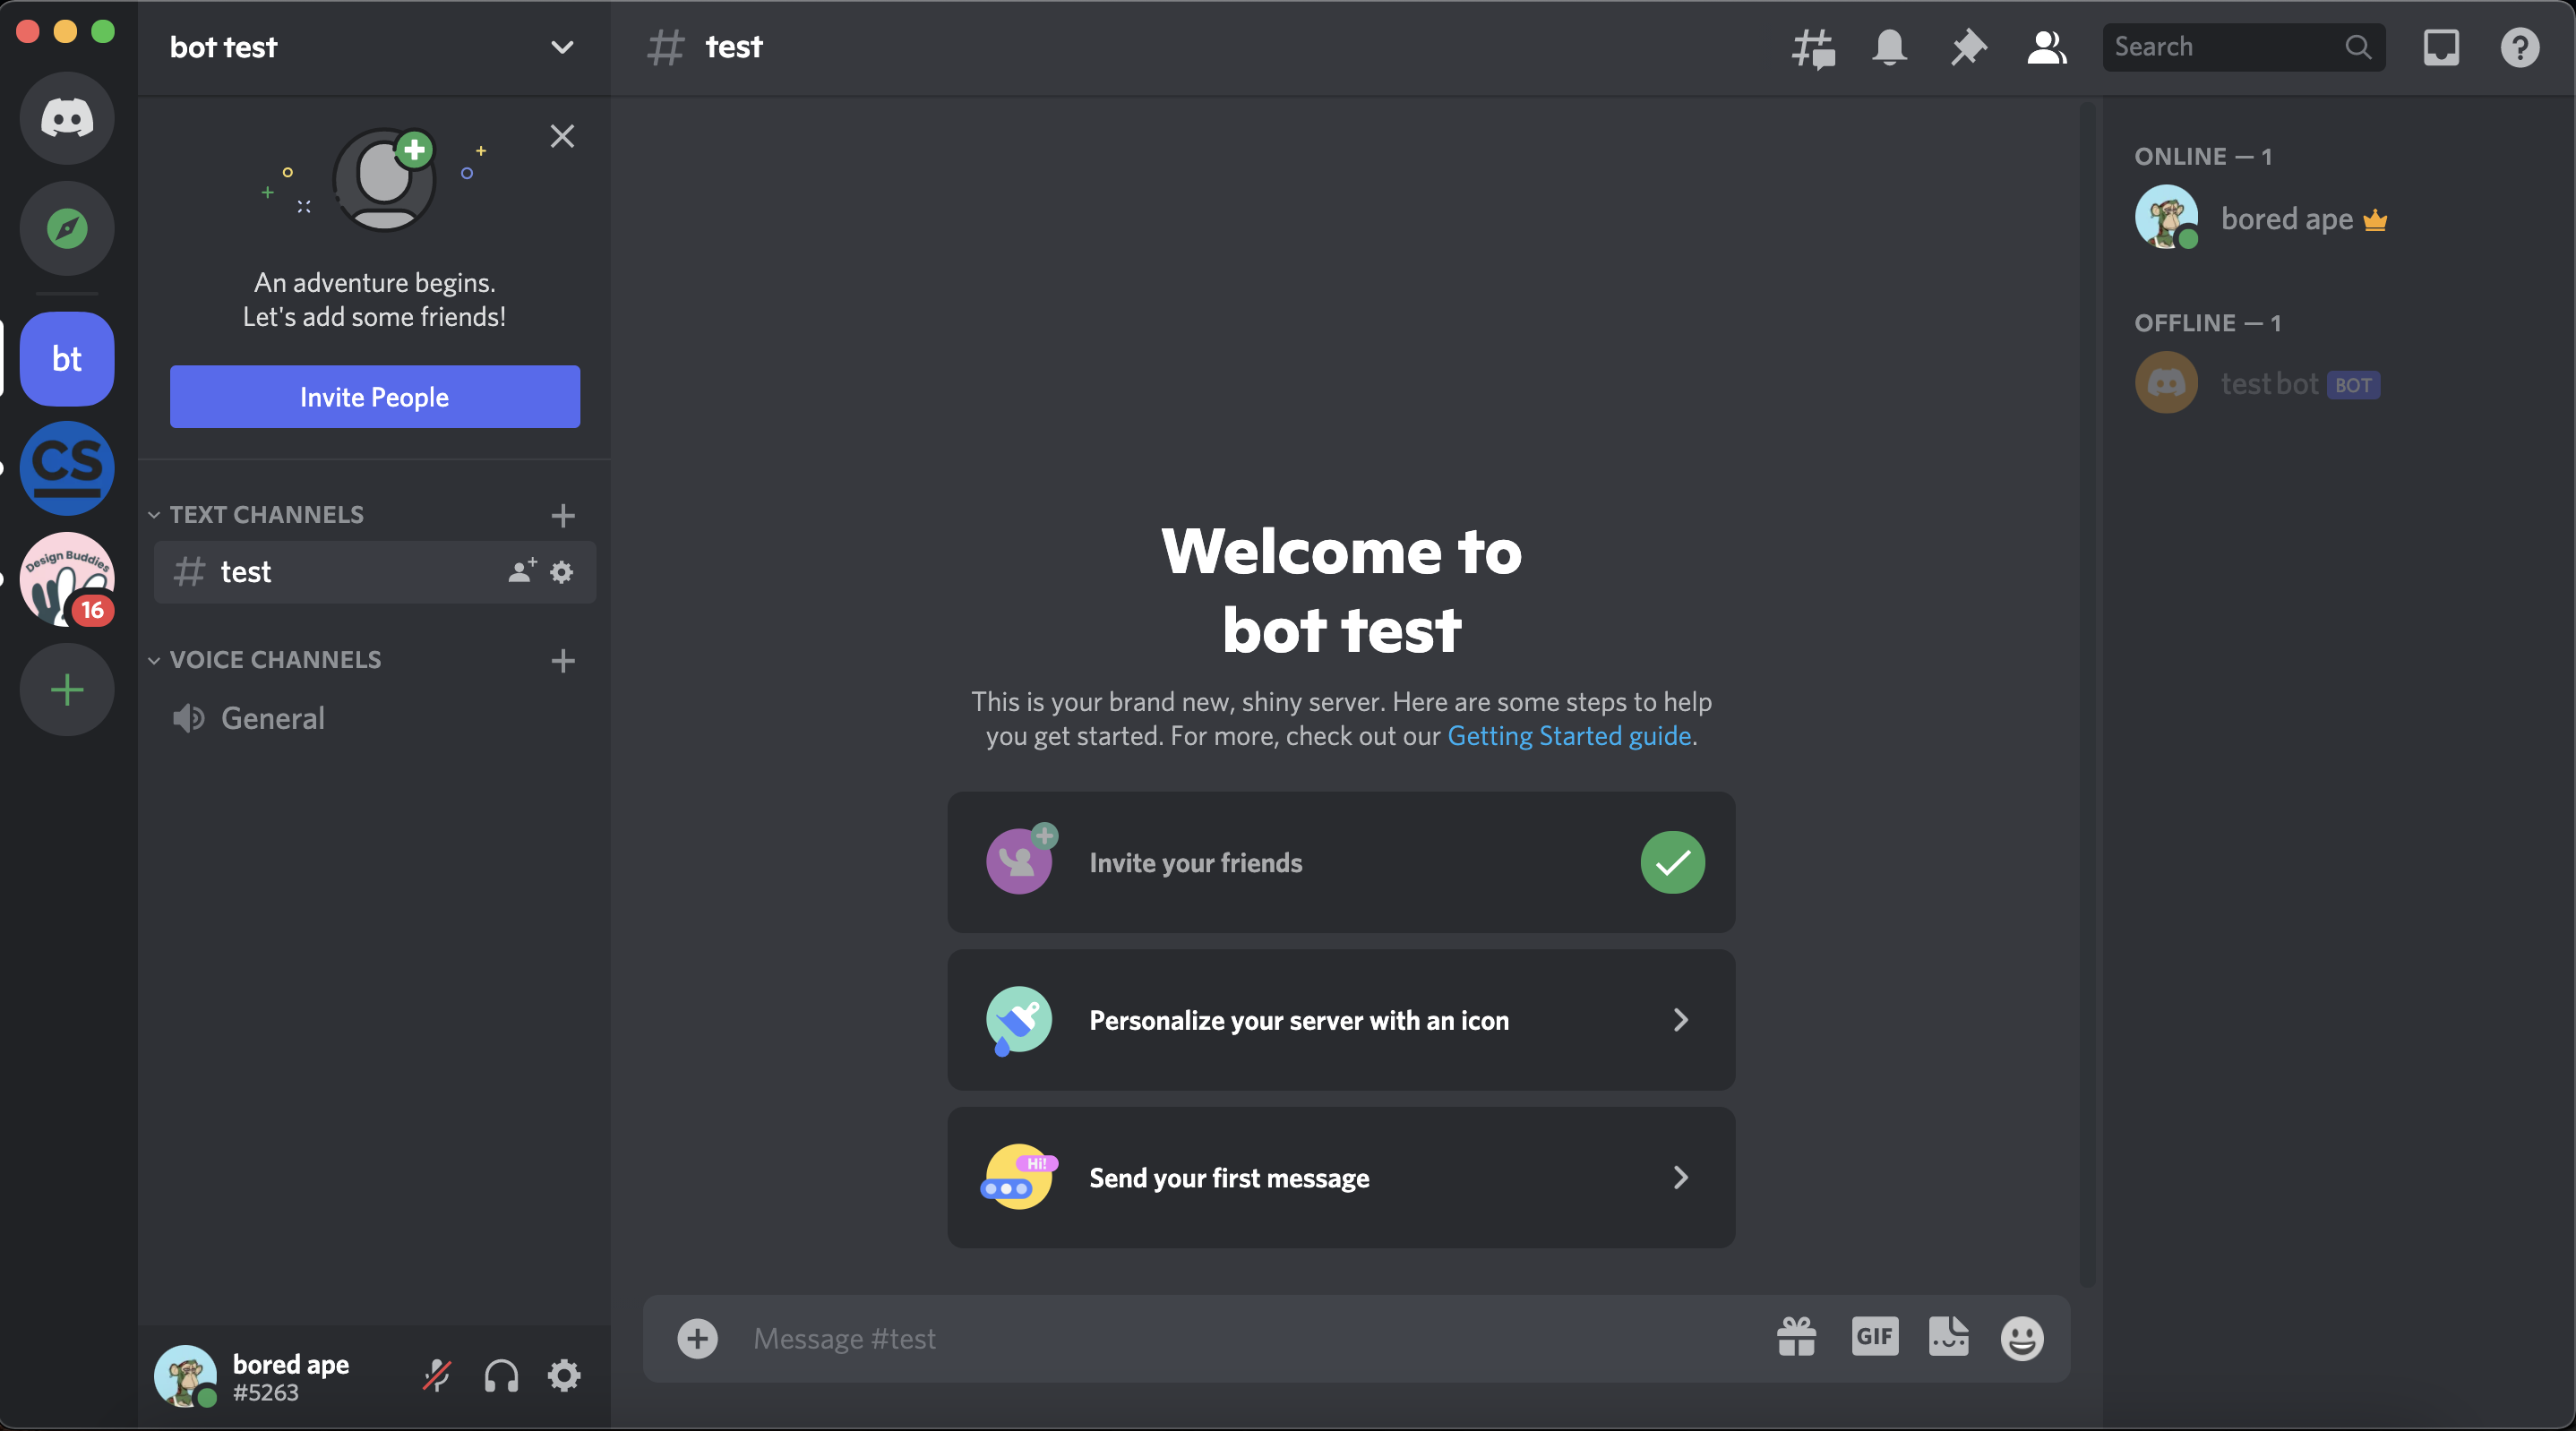 bot test
test
Search
An adventure begins.
Let's add some friends!
Invite People
bt
CS
Design Buddies
16
TEXT CHANNELS
test
VOICE CHANNELS
General
Welcome to
bot test
This is your brand new, shiny server. Here are some steps to help
you get started. For more, check out our Getting Started guide.
Invite your friends
Personalize your server with an icon
Hi!
Send your first message
Message #test
GIF
bored ape
#5263
ONLINE — 1
bored ape
OFFLINE — 1
test bot BOT